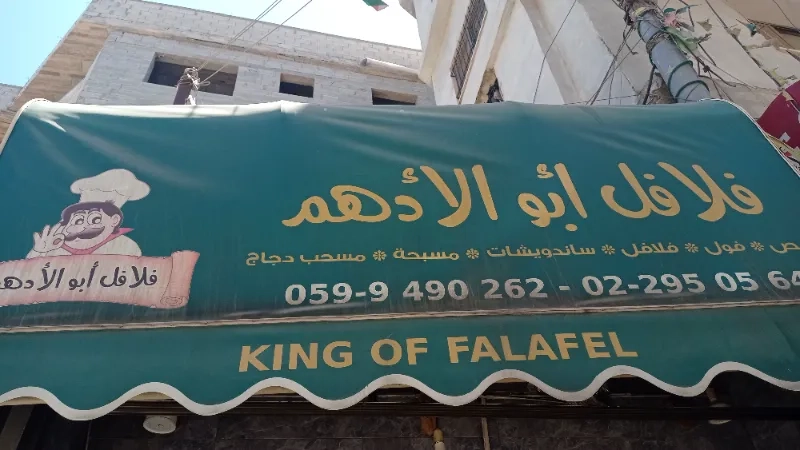 فلافل أبو الأدهم
فول * فلافل * ساندويشات * مسبحة * مسحب دجاج
059-9 490 262 - 02-295 05 64
KING OF FALAFEL
فلافل أبو الأدهم